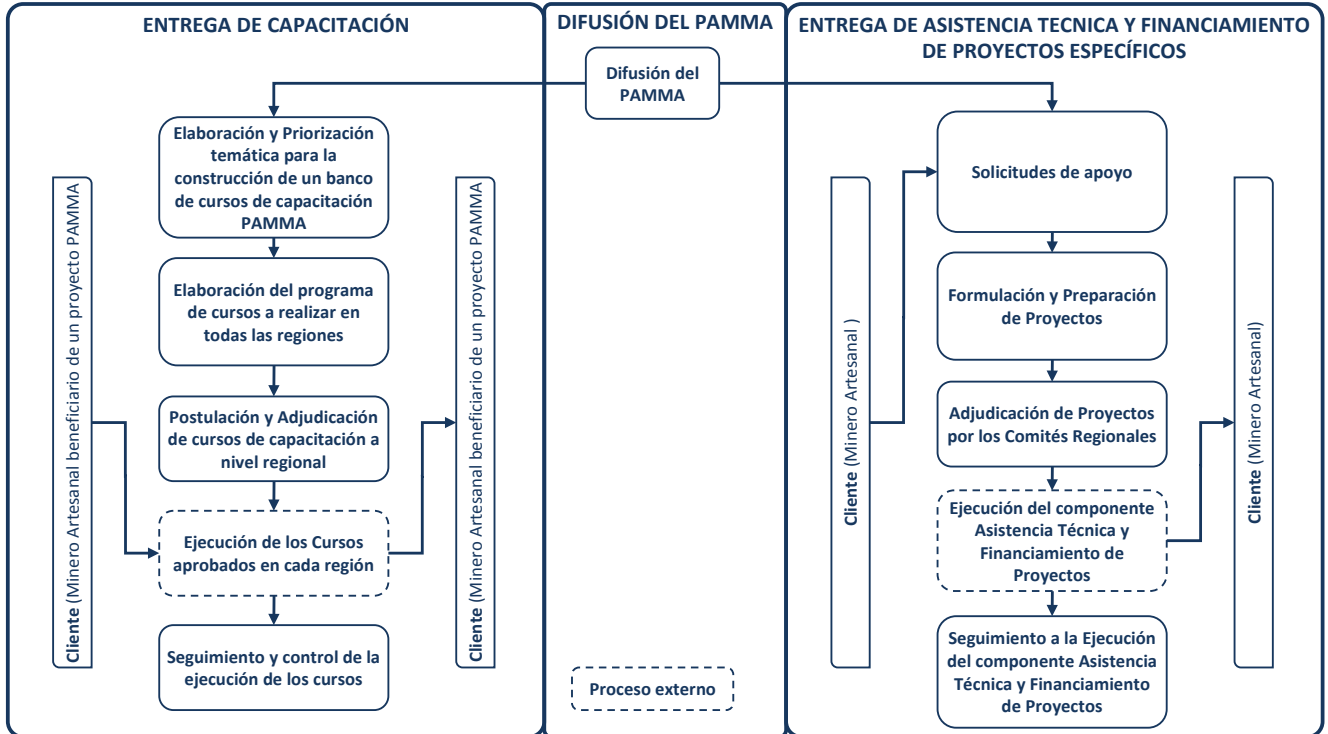 ENTREGA DE CAPACITACIÓN
DIFUSIÓN DEL PAMMA
ENTREGA DE ASISTENCIA TECNICA Y FINANCIAMIENTO
DE PROYECTOS ESPECÍFICOS
Difusión del
PAMMA
Elaboración y Priorización
temática para la
construcción de un banco
de cursos de capacitación
PAMMA
Elaboración del programa
de cursos a realizar en
todas las regiones
Postulación y Adjudicación
de cursos de capacitación a
nivel regional
Ejecución de los Cursos
aprobados en cada región
Seguimiento y control de la
ejecución de los cursos
Cliente (Minero Artesanal beneficiario de un proyecto PAMMA
Cliente (Minero Artesanal beneficiario de un proyecto PAMMA
Proceso externo
Solicitudes de apoyo
Formulación y Preparación
de Proyectos
Adjudicación de Proyectos
por los Comités Regionales
Ejecución del componente
Asistencia Técnica y
Financiamiento de
Proyectos
Seguimiento a la Ejecución
del componente Asistencia
Técnica y Financiamiento
de Proyectos
Cliente (Minero Artesanal )
Cliente (Minero Artesanal)